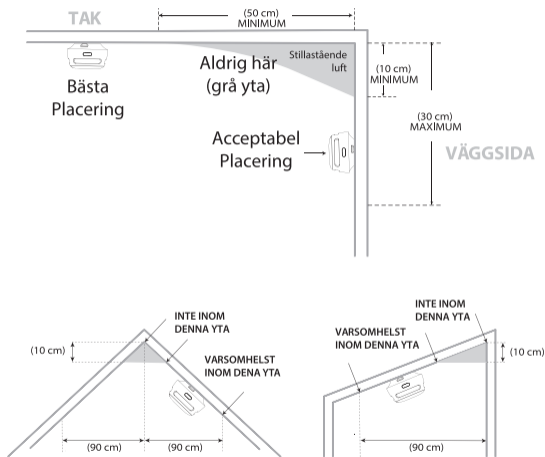 TAK
(50 cm)
MINIMUM
Stillastående
luft
Aldrig här
(grå yta)
(10 cm)
MINIMUM
Bästa
Placering
(30 cm)
MAXIMUM
Acceptabel
Placering
VÄGGSIDA
INTE INOM
DENNA YTA
(10 cm)
VARSOMHELST
INOM DENA YTA
(90 cm)
(90 cm)
INTE INOM
DENNA YTA
VARSOMHELST
INOM DENNA YTA
(10 cm)
(90 cm)